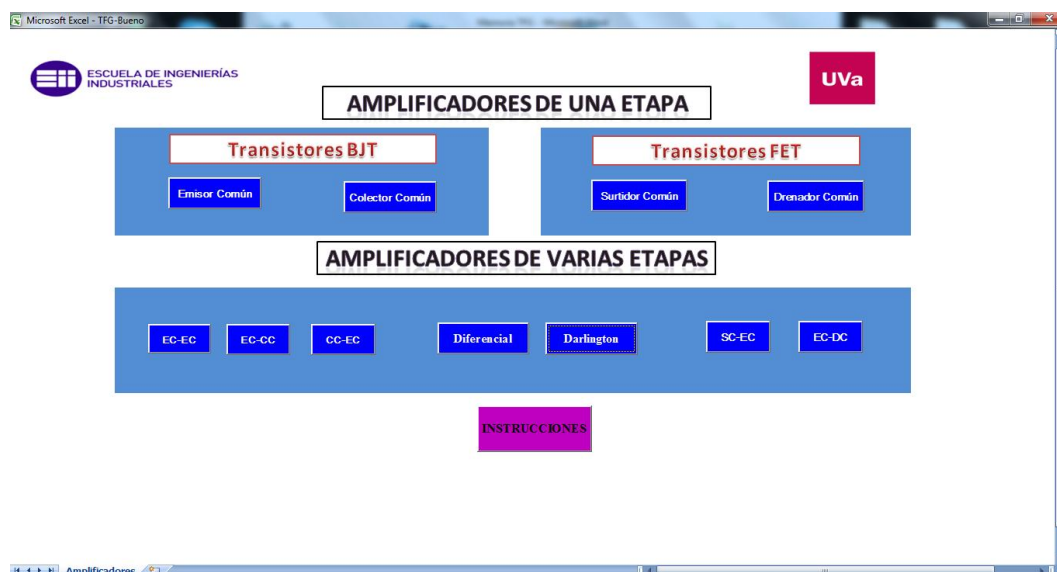 Microsoft Excel - TFG-Bueno
ESCUELA DE INGENIERÍAS
INDUSTRIALES
UVa
AMPLIFICADORES DE UNA ETAPA
Transistores BJT
Transistores FET
Emisor Común
Colector Común
Surtidor Común
Drenador Común
AMPLIFICADORES DE VARIAS ETAPAS
EC-EC
EC-CC
CC-EC
Diferencial
Darlington
SC-EC
EC-DC
INSTRUCCIONES
Amplificadores